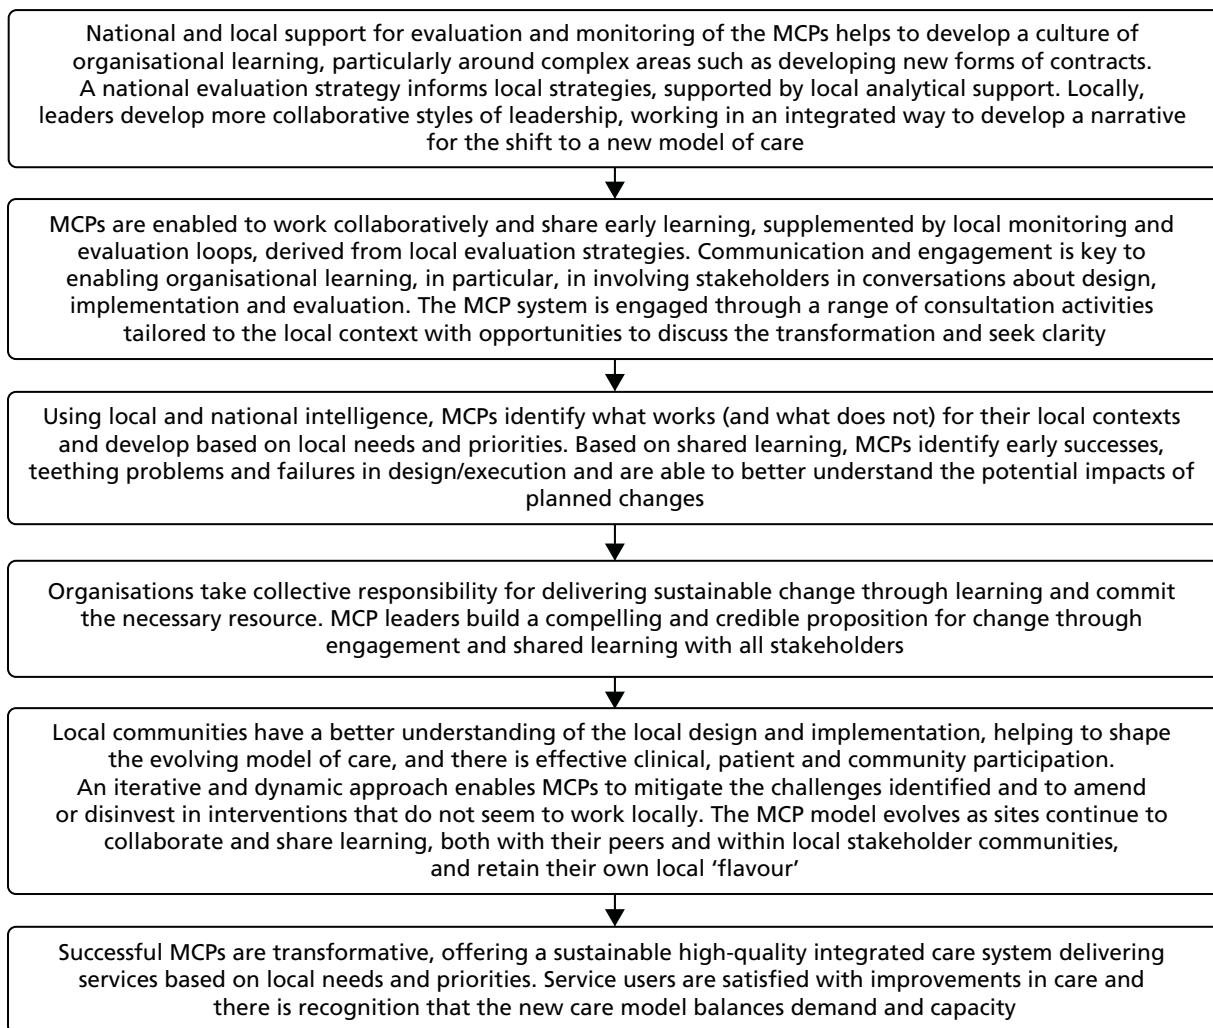 National and local support for evaluation and monitoring of the MCPs helps to develop a culture of
organisational learning, particularly around complex areas such as developing new forms of contracts.
A national evaluation strategy informs local strategies, supported by local analytical support. Locally,
leaders develop more collaborative styles of leadership, working in an integrated way to develop a narrative
for the shift to a new model of care
MCPs are enabled to work collaboratively and share early learning, supplemented by local monitoring and
evaluation loops, derived from local evaluation strategies. Communication and engagement is key to
enabling organisational learning, in particular, in involving stakeholders in conversations about design,
implementation and evaluation. The MCP system is engaged through a range of consultation activities
tailored to the local context with opportunities to discuss the transformation and seek clarity
Using local and national intelligence, MCPs identify what works (and what does not) for their local contexts
and develop based on local needs and priorities. Based on shared learning, MCPs identify early successes,
teething problems and failures in design/execution and are able to better understand the potential impacts of
planned changes
Organisations take collective responsibility for delivering sustainable change through learning and commit
the necessary resource. MCP leaders build a compelling and credible proposition for change through
engagement and shared learning with all stakeholders
Local communities have a better understanding of the local design and implementation, helping to shape
the evolving model of care, and there is effective clinical, patient and community participation.
An iterative and dynamic approach enables MCPs to mitigate the challenges identified and to amend
or disinvest in interventions that do not seem to work locally. The MCP model evolves as sites continue to
collaborate and share learning, both with their peers and within local stakeholder communities,
and retain their own local ‘flavour’
Successful MCPs are transformative, offering a sustainable high-quality integrated care system delivering
services based on local needs and priorities. Service users are satisfied with improvements in care and
there is recognition that the new care model balances demand and capacity